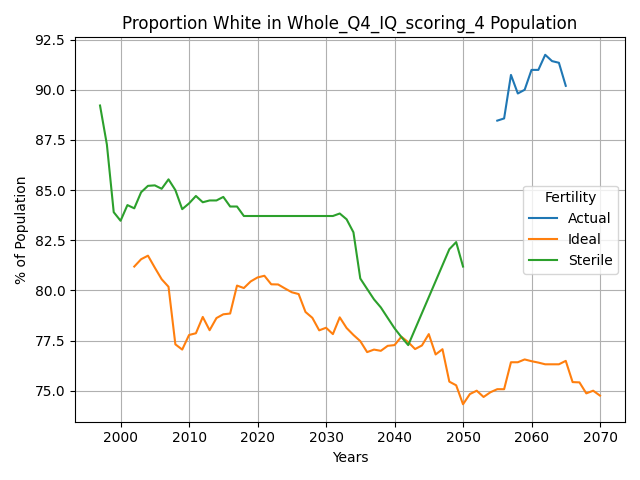 Proportion White in Whole_Q4_IQ_scoring_4 Population
92.5
90.0
87.5
85.0
82.5
80.0
77.5
75.0
% of Population
Fertility
Actual
Ideal
Sterile
2000 2010 2020 2030 2040 2050 2060 2070
Years